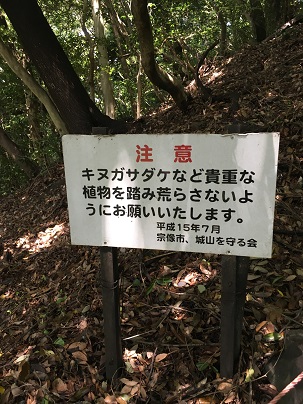 注意
キヌガサダケなど貴重な
植物を踏み荒らさないよ
うにお願いいたします。
平成15年7月
宗像市、城山を守る会